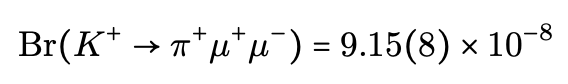 Br(K⁺ → π⁺μ⁺μ⁻) = 9.15(8) × 10⁻⁸